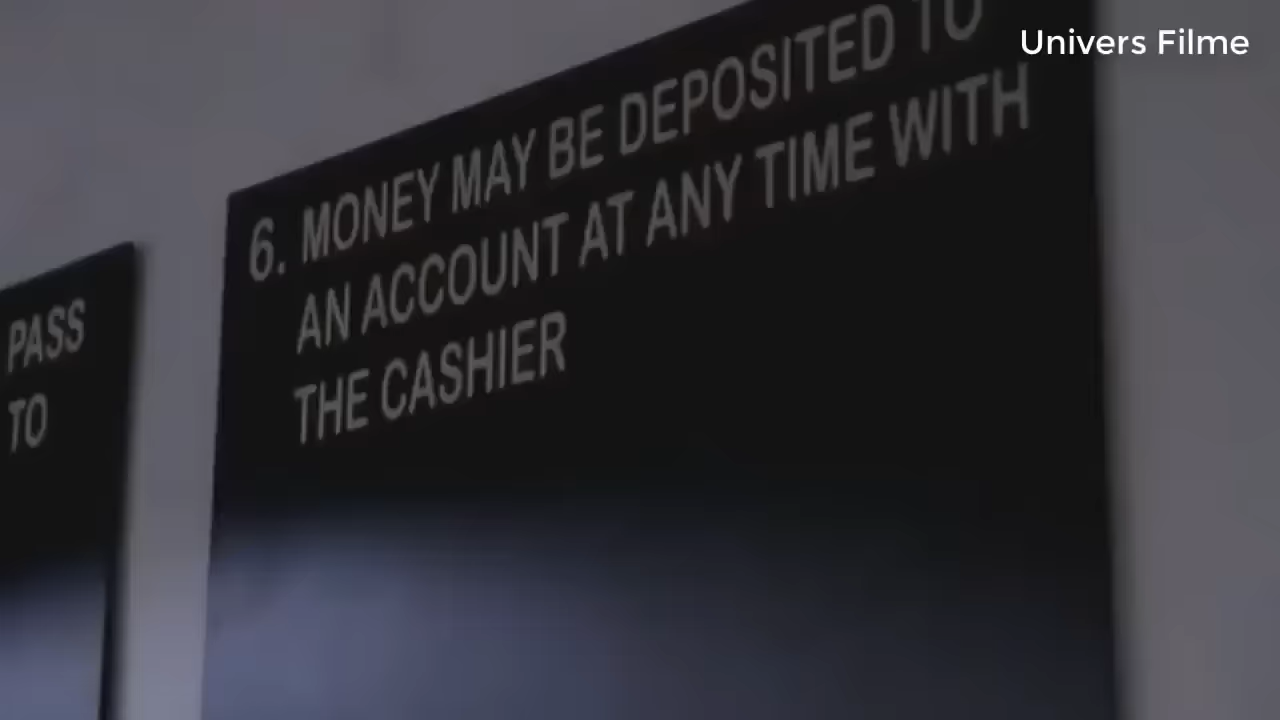 Univers Filme
6. MONEY MAY BE DEPOSITED TO
AN ACCOUNT AT ANY TIME WITH
THE CASHIER
PASS
TO